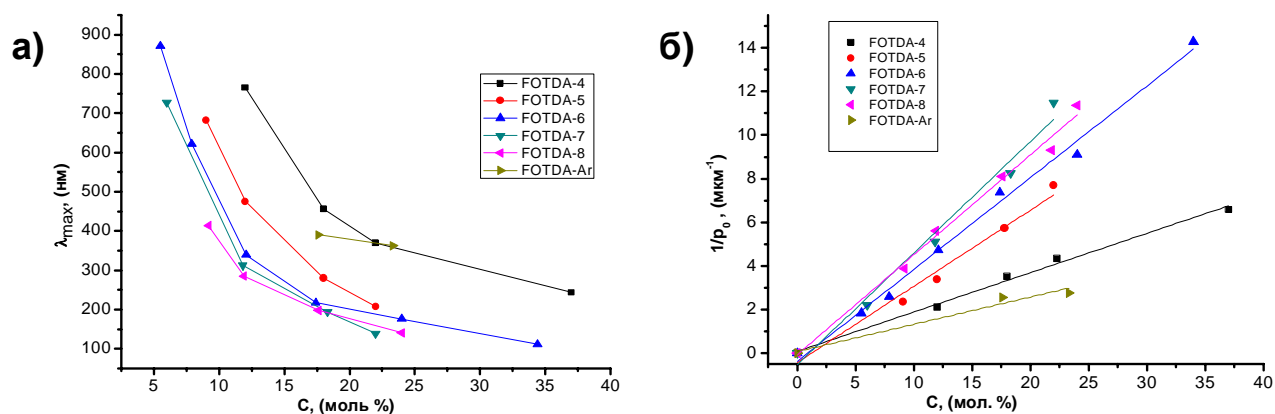 а)
900
800
700
600
500
400
300
200
100
λmax, (нм)
5 10 15 20 25 30 35 40
С, (моль %)
FOTDA-4
FOTDA-5
FOTDA-6
FOTDA-7
FOTDA-8
FOTDA-Ar
б)
14
12
10
8
6
4
2
0
1/p₀ , (мкм⁻¹)
0 5 10 15 20 25 30 35 40
С, (мол. %)
FOTDA-4
FOTDA-5
FOTDA-6
FOTDA-7
FOTDA-8
FOTDA-Ar